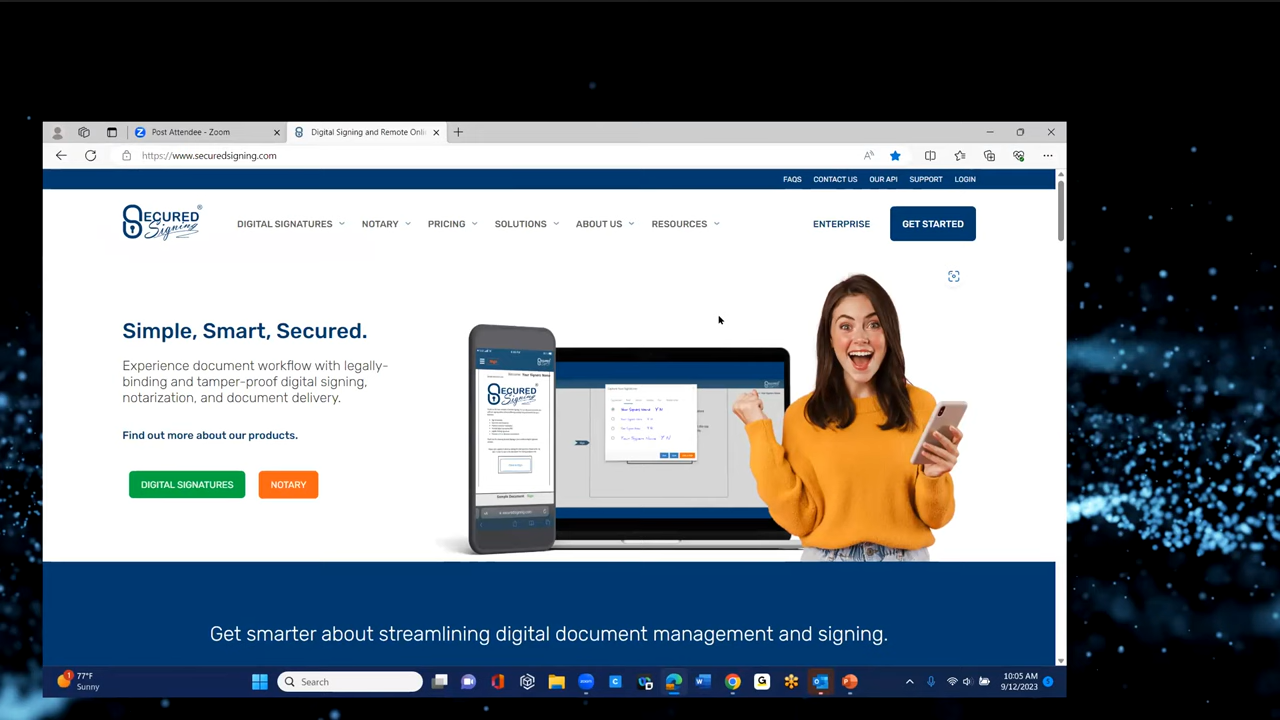 Post Attendee - Zoom
Digital Signing and Remote Onli
https://www.securedsigning.com
FAQS CONTACT US OUR API SUPPORT LOGIN
SECURED Signing
DIGITAL SIGNATURES NOTARY PRICING SOLUTIONS ABOUT US RESOURCES ENTERPRISE GET STARTED
Simple, Smart, Secured.
Experience document workflow with legally-
binding and tamper-proof digital signing,
notarization, and document delivery.
Find out more about our products.
DIGITAL SIGNATURES NOTARY
SECURED Signing
Get smarter about streamlining digital document management and signing.
1
77°F
Sunny
Search
10:05 AM
9/12/2023